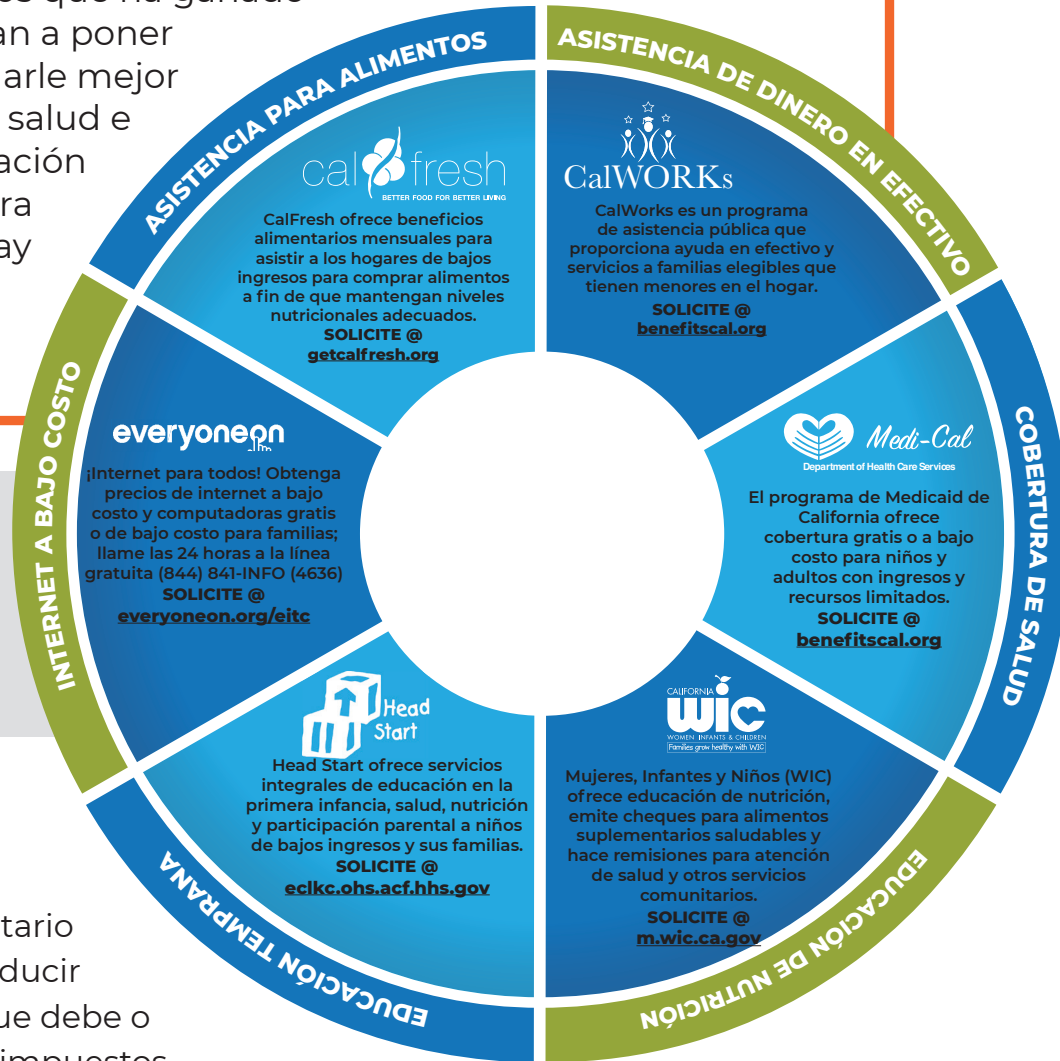 es que ha ganado
an a poner
arle mejor
salud e
ación
ra
ay
ASISTENCIA PARA ALIMENTOS
cal fresh
BETTER FOOD FOR BETTER LIVING
CalFresh ofrece beneficios
alimentarios mensuales para
asistir a los hogares de bajos
ingresos para comprar alimentos
a fin de que mantengan niveles
nutricionales adecuados.
SOLICITE @
getcalfresh.org
ASISTENCIA DE DINERO EN EFECTIVO
CalWORKs
CalWorks es un programa
de asistencia pública que
proporciona ayuda en efectivo y
servicios a familias elegibles que
tienen menores en el hogar.
SOLICITE @
benefitscal.org
COBERTURA DE SALUD
Medi-Cal
Department of Health Care Services
El programa de Medicaid de
California ofrece
cobertura gratis o a bajo
costo para niños y
adultos con ingresos y
recursos limitados.
SOLICITE @
benefitscal.org
EDUCACIÓN DE NUTRICIÓN
CALIFORNIA
WIC
WOMEN INFANTS & CHILDREN
Families grow healthy with WIC
Mujeres, Infantes y Niños (WIC)
ofrece educación de nutrición,
emite cheques para alimentos
suplementarios saludables y
hace remisiones para atención
de salud y otros servicios
comunitarios.
SOLICITE @
m.wic.ca.gov
EDUCACIÓN TEMPRANA
Head
Start
Head Start ofrece servicios
integrales de educación en la
primera infancia, salud, nutrición
y participación parental a niños
de bajos ingresos y sus familias.
SOLICITE @
eclkc.ohs.acf.hhs.gov
INTERNET A BAJO COSTO
everyoneon
¡Internet para todos! Obtenga
precios de internet a bajo
costo y computadoras gratis
o de bajo costo para familias;
llame las 24 horas a la línea
gratuita (844) 841-INFO (4636)
SOLICITE @
everyoneon.org/eitc
tario
ducir
ue debe o
impuestos